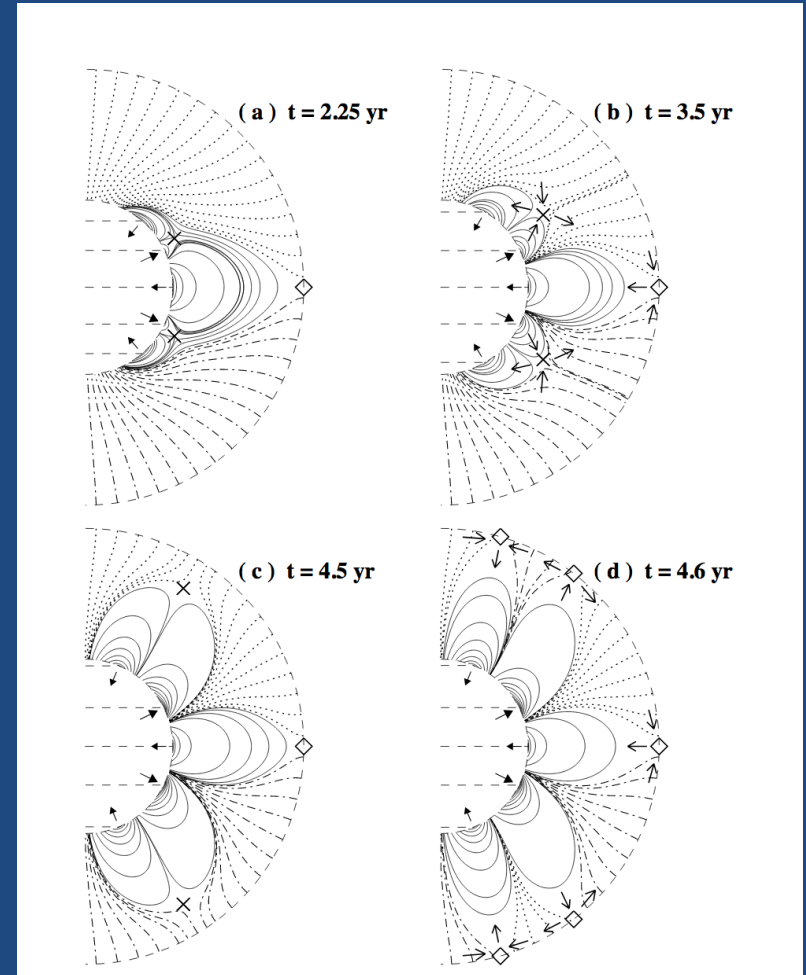 ( a ) t = 2.25 yr
( b ) t = 3.5 yr
( c ) t = 4.5 yr
( d ) t = 4.6 yr